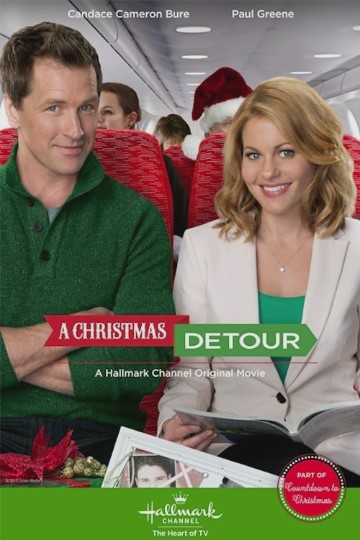 Candace Cameron Bure Paul Greene
A CHRISTMAS
DETOUR
A Hallmark Channel Original Movie
PART OF
Countdown to
Christmas
Hallmark
CHANNEL
The Heart of TV